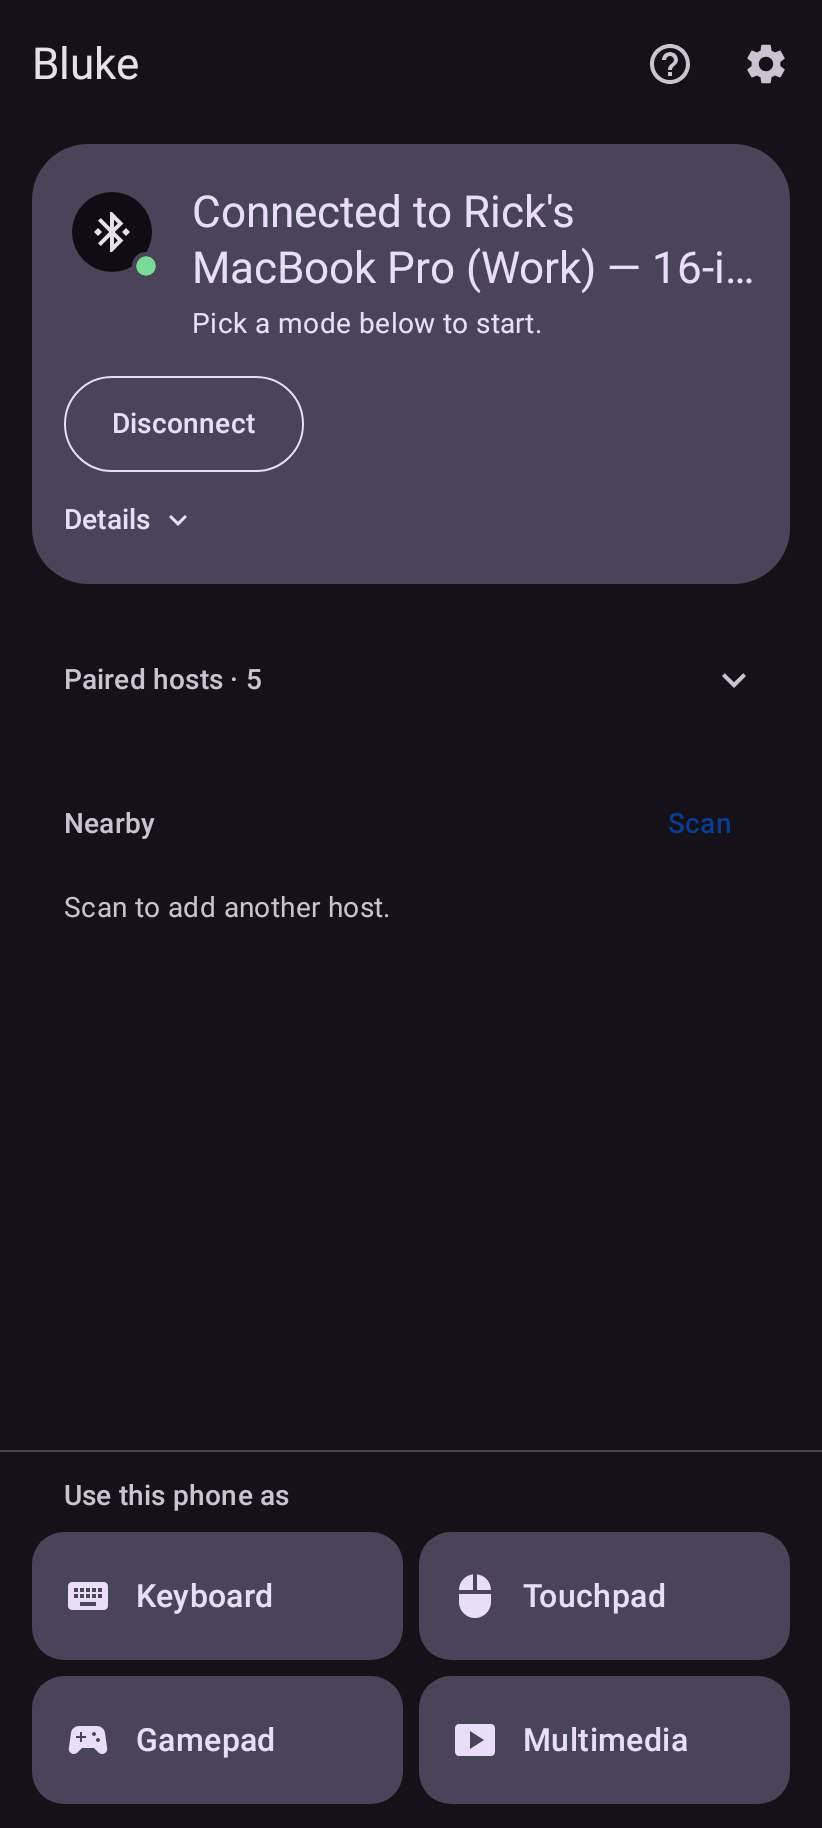 Bluke
Connected to Rick's
MacBook Pro (Work) — 16-i...
Pick a mode below to start.
Disconnect
Details
Paired hosts · 5
Nearby
Scan
Scan to add another host.
Use this phone as
Keyboard
Touchpad
Gamepad
Multimedia